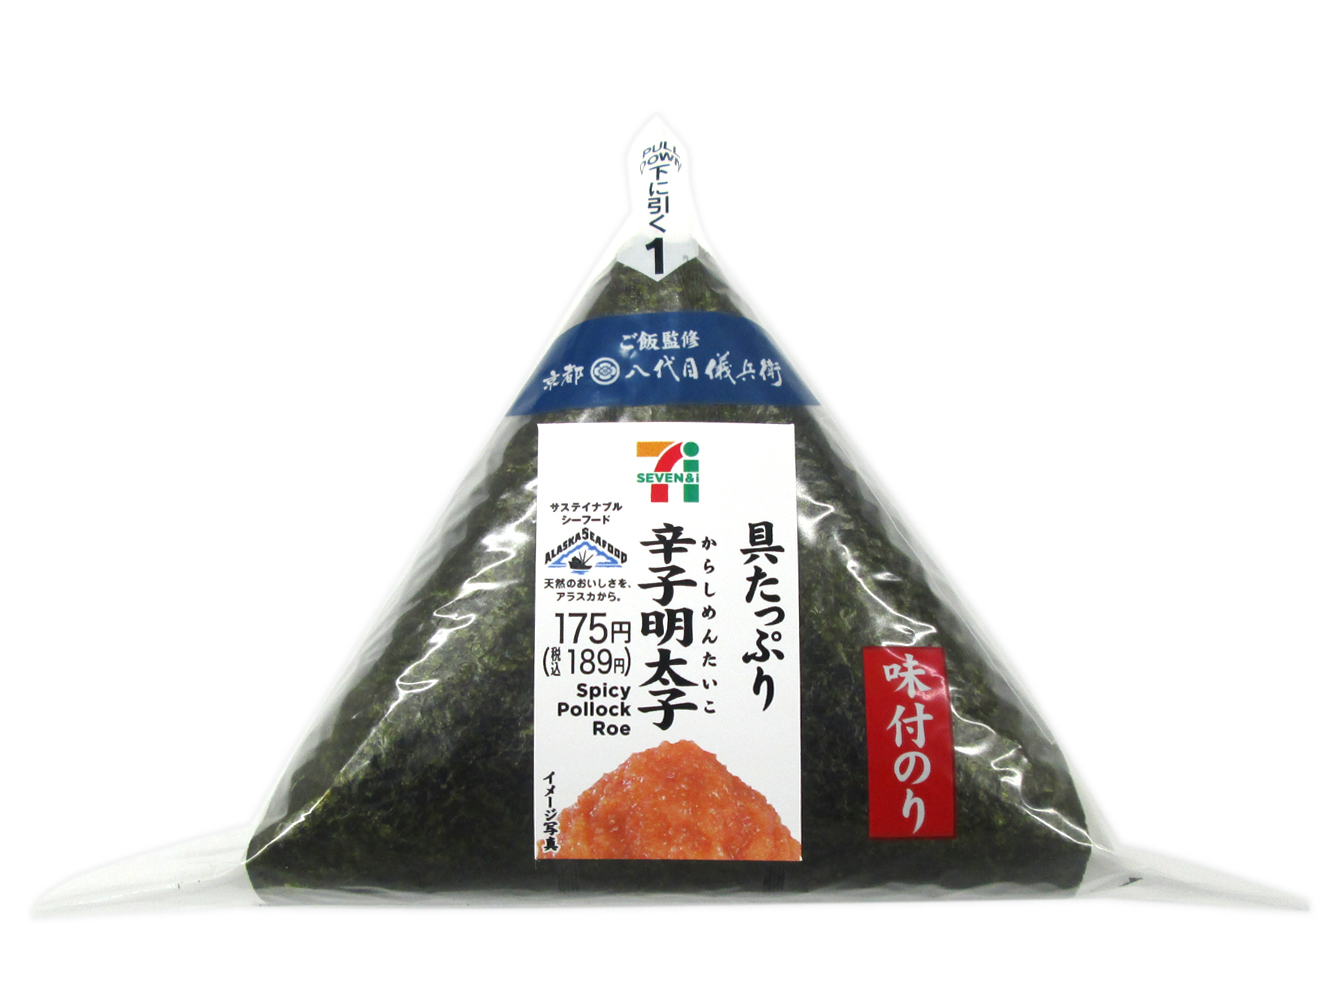 PULL
DOWN
下に引く
1
ご飯監修
京都 八代目儀兵衛
SEVEN&i
具たっぷり
からしめんたいこ
辛子明太子
サステイナブル
シーフード
ALASKA SEAFOOD
天然のおいしさを、
アラスカから。
175円
(税込 189円)
Spicy
Pollock
Roe
イメージ写真
味付のり